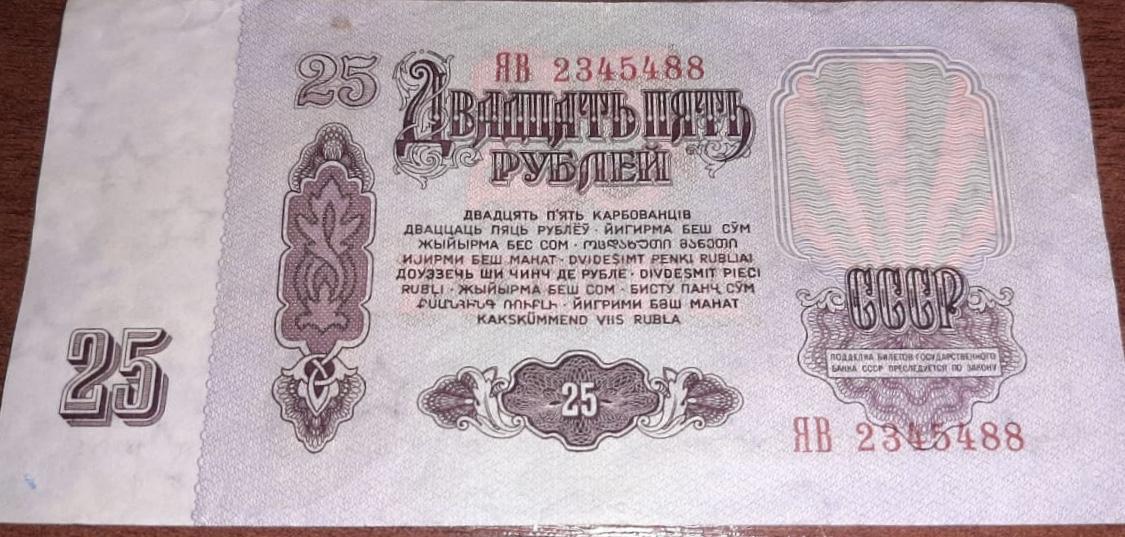 25
ЯВ 2345488
ДВАДЦАТЬ ПЯТЬ
РУБЛЕЙ
ДВАДЦЯТЬ П'ЯТЬ КАРБОВАНЦІВ
ДВАЦЦАЦЬ ПЯЦЬ РУБЛЁЎ · ЙИГИРМА БЕШ СЎМ
ЖЫЙЫРМА БЕС СОМ · ᲝᲪᲓᲐᲮᲣᲗᲘ ᲛᲐᲜᲔᲗᲘ
ИЈИРМИ БЕШ МАНАТ · DVIDEŠIMT PENKI RUBLIAI
ДОУЭЗЕЧЬ ШИ ЧИНЧ ДЕ РУБЛЕ · DIVDESMIT PIECI
RUBĻI · ЖЫЙЫРМА БЕШ СОМ · БИСТУ ПАНҶ СЎМ
ՔՍԱՆՀԻՆԳ ՌՈՒԲԼԻ · ЙИГРИМИ БӘШ МАНАТ
KAKSKÜMMEND VIIS RUBLA
СССР
ПОДДЕЛКА БИЛЕТОВ ГОСУДАРСТВЕННОГО
БАНКА СССР ПРЕСЛЕДУЕТСЯ ПО ЗАКОНУ
25
25
ЯВ 2345488